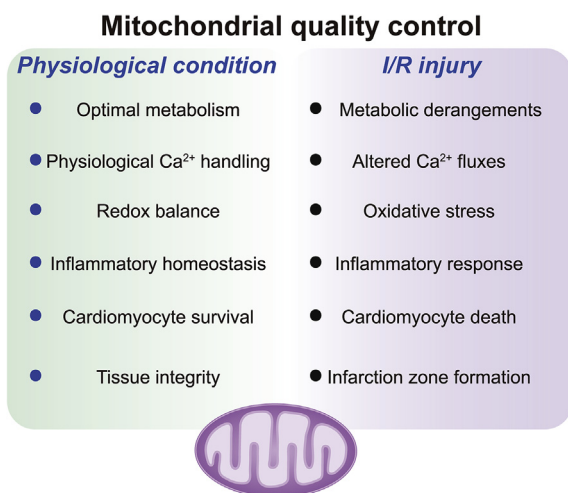 Mitochondrial quality control
Physiological condition
I/R injury
Optimal metabolism
Metabolic derangements
Physiological Ca²⁺ handling
Altered Ca²⁺ fluxes
Redox balance
Oxidative stress
Inflammatory homeostasis
Inflammatory response
Cardiomyocyte survival
Cardiomyocyte death
Tissue integrity
Infarction zone formation